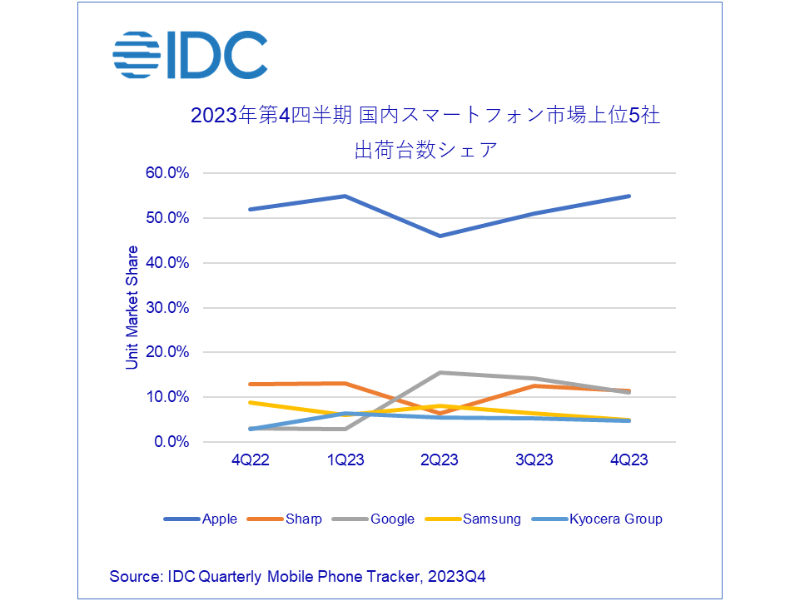 IDC
2023年第4四半期 国内スマートフォン市場上位5社
出荷台数シェア
60.0%
50.0%
40.0%
30.0%
20.0%
10.0%
0.0%
Unit Market Share
4Q22 1Q23 2Q23 3Q23 4Q23
Apple Sharp Google Samsung Kyocera Group
Source: IDC Quarterly Mobile Phone Tracker, 2023Q4